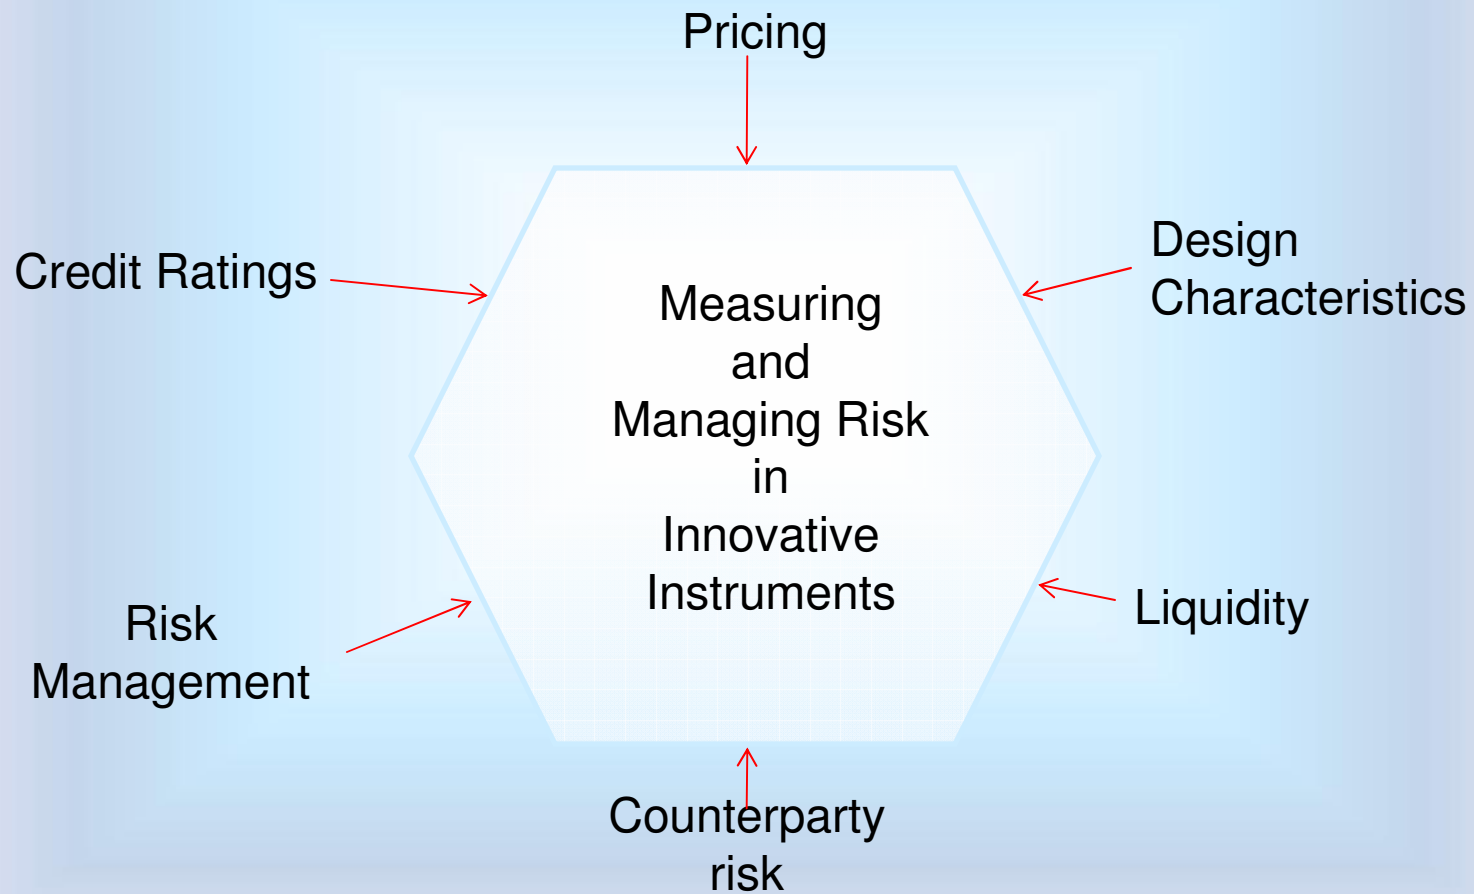 Pricing
Credit Ratings
Design
Characteristics
Measuring
and
Managing Risk
in
Innovative
Instruments
Risk
Management
Liquidity
Counterparty
risk